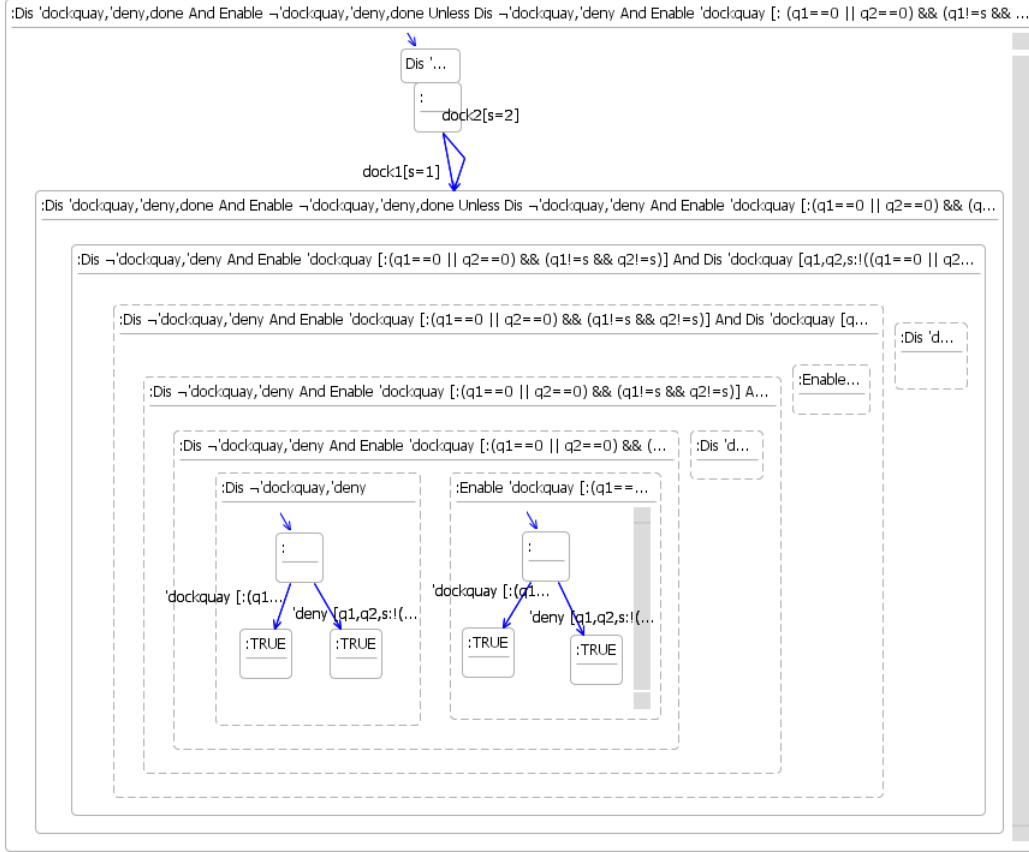 :Dis 'dockquay,'deny,done And Enable ¬'dockquay,'deny,done Unless Dis ¬'dockquay,'deny And Enable 'dockquay [: (q1==0 || q2==0) && (q1!=s && ...
Dis '...
:
dock2[s=2]
dock1[s=1]
:Dis 'dockquay,'deny,done And Enable ¬'dockquay,'deny,done Unless Dis ¬'dockquay,'deny And Enable 'dockquay [:(q1==0 || q2==0) && (q...
:Dis ¬'dockquay,'deny And Enable 'dockquay [:(q1==0 || q2==0) && (q1!=s && q2!=s)] And Dis 'dockquay [q1,q2,s:!((q1==0 || q2...
:Dis ¬'dockquay,'deny And Enable 'dockquay [:(q1==0 || q2==0) && (q1!=s && q2!=s)] And Dis 'dockquay [q...
:Dis 'd...
:Enable...
:Dis ¬'dockquay,'deny And Enable 'dockquay [:(q1==0 || q2==0) && (q1!=s && q2!=s)] A...
:Dis ¬'dockquay,'deny And Enable 'dockquay [:(q1==0 || q2==0) && (...
:Dis 'd...
:Dis ¬'dockquay,'deny
:Enable 'dockquay [:(q1==...
:
:
'dockquay [:(q1...
'deny [q1,q2,s:!(...
'dockquay [:(q1...
'deny [q1,q2,s:!(...
:TRUE
:TRUE
:TRUE
:TRUE